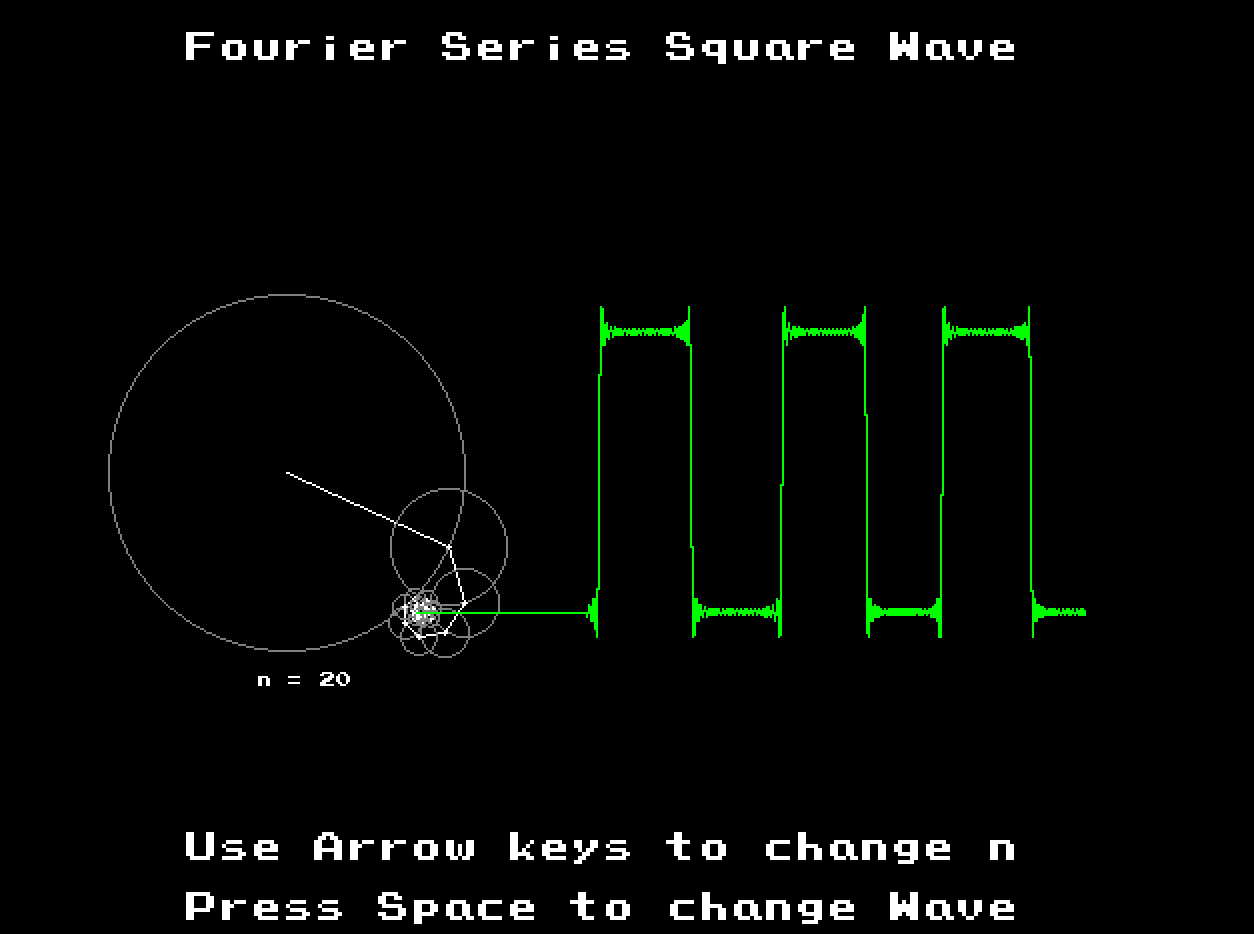 Fourier Series Square Wave
n = 20
Use Arrow keys to change n
Press Space to change Wave